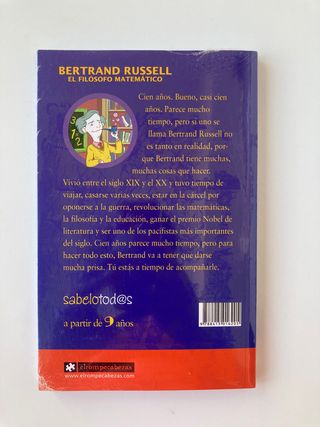 BERTRAND RUSSELL
EL FILÓSOFO MATEMÁTICO
3
1 2
Cien años. Bueno, casi cien
años. Parece mucho
tiempo, pero si uno se
llama Bertrand Russell no
es tanto en realidad, por-
que Bertrand tiene muchas,
muchas cosas que hacer.
Vivió entre el siglo XIX y el XX y tuvo tiempo de
viajar, casarse varias veces, estar en la cárcel por
oponerse a la guerra, revolucionar las matemáticas,
la filosofía y la educación, ganar el premio Nobel de
literatura y ser uno de los pacifistas más importantes
del siglo. Cien años parece mucho tiempo, pero para
hacer todo esto, Bertrand va a tener que darse
mucha prisa. Tú estás a tiempo de acompañarle.
sabelotod@s
a partir de 9 años
elrompecabezas
www.elrompecabezas.com